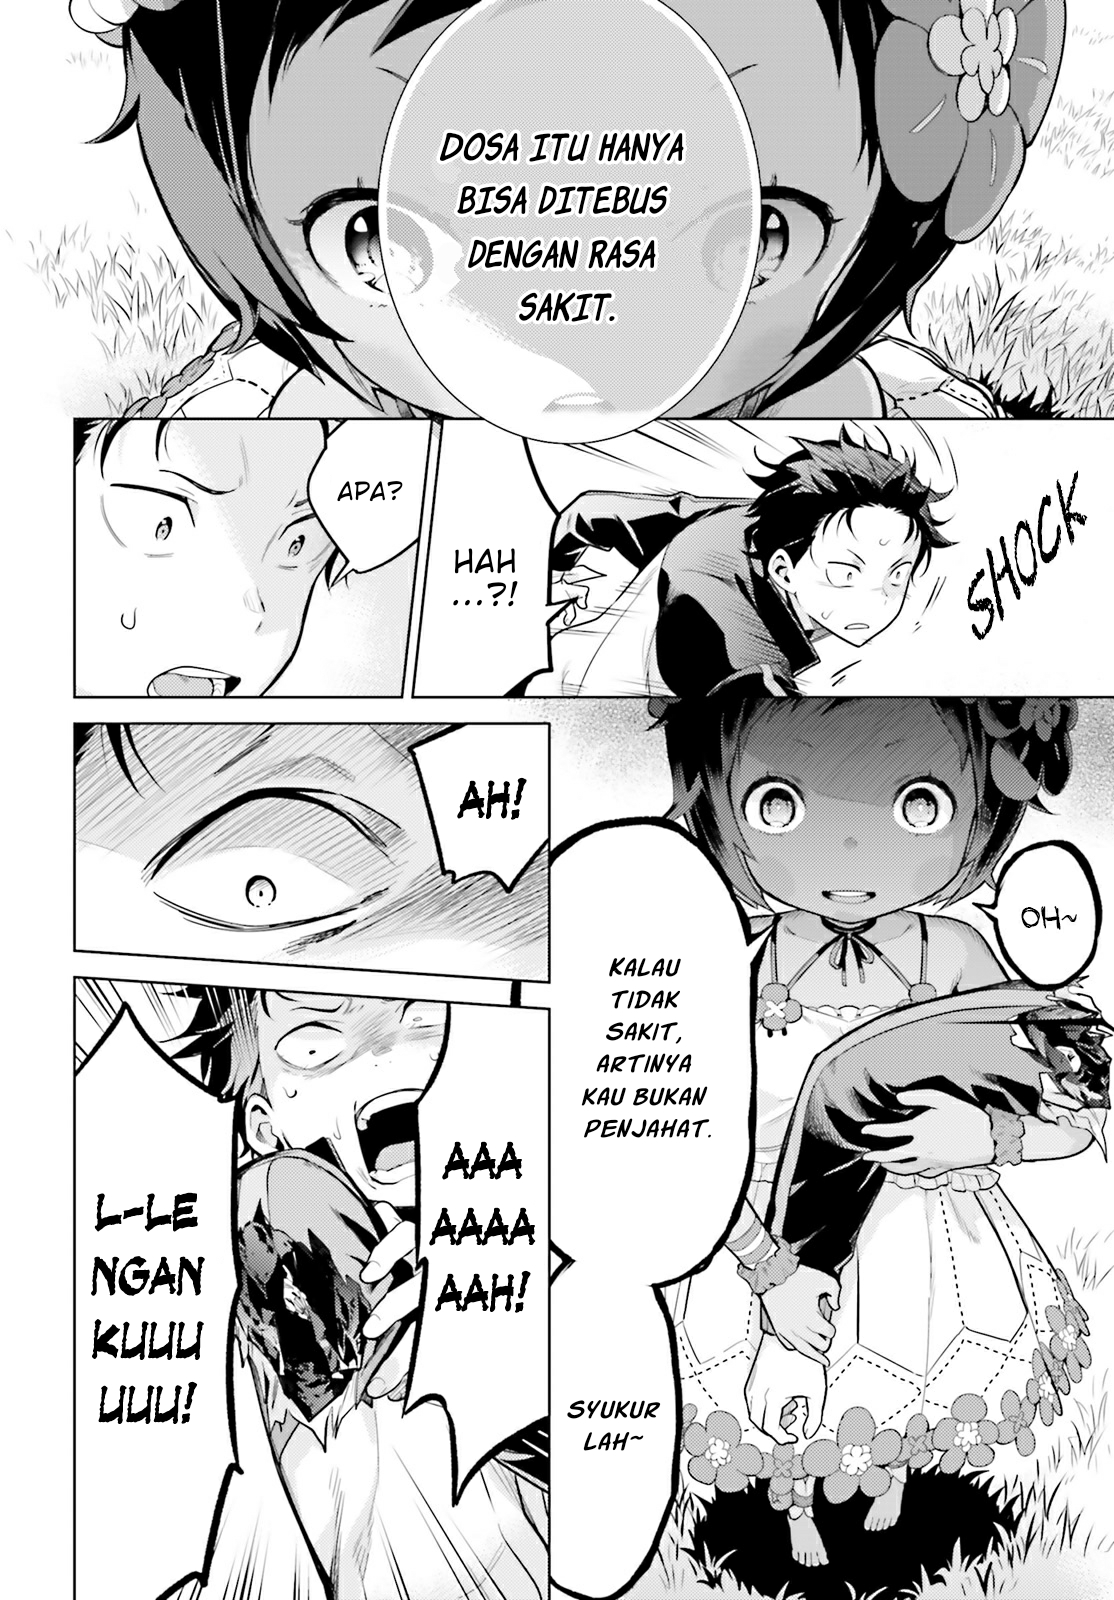 DOSA ITU HANYA
BISA DITEBUS
DENGAN RASA
SAKIT.
APA?
HAH
...?!
SHOCK
AH!
OH~
KALAU
TIDAK
SAKIT,
ARTINYA
KAU BUKAN
PENJAHAT.
SYUKUR
LAH~
AAA
AAAA
AAH!
L-LE
NGAN
KUUU
UUU!